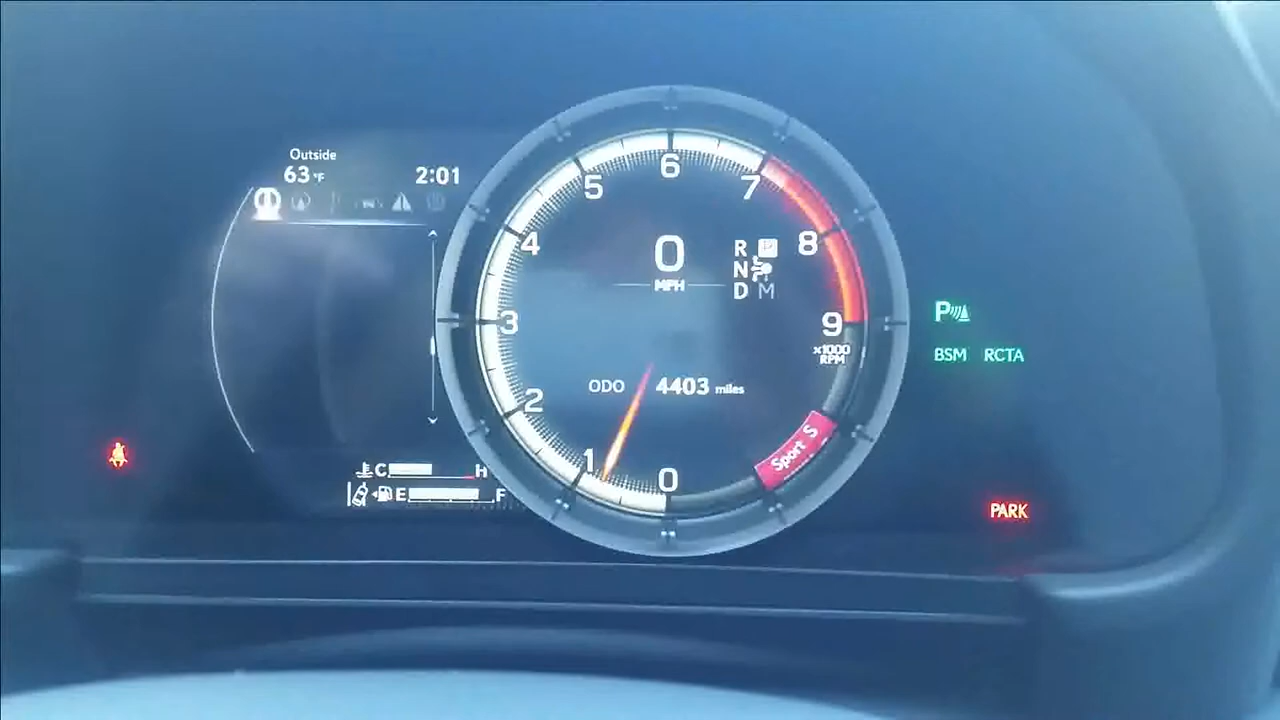 Outside
63 °F
2:01
6
5
7
4
8
0
MPH
R P
N
D M
3
9
x1000
RPM
P
BSM RCTA
ODO 4403 miles
2
Sport S
1
0
C H
E F
PARK